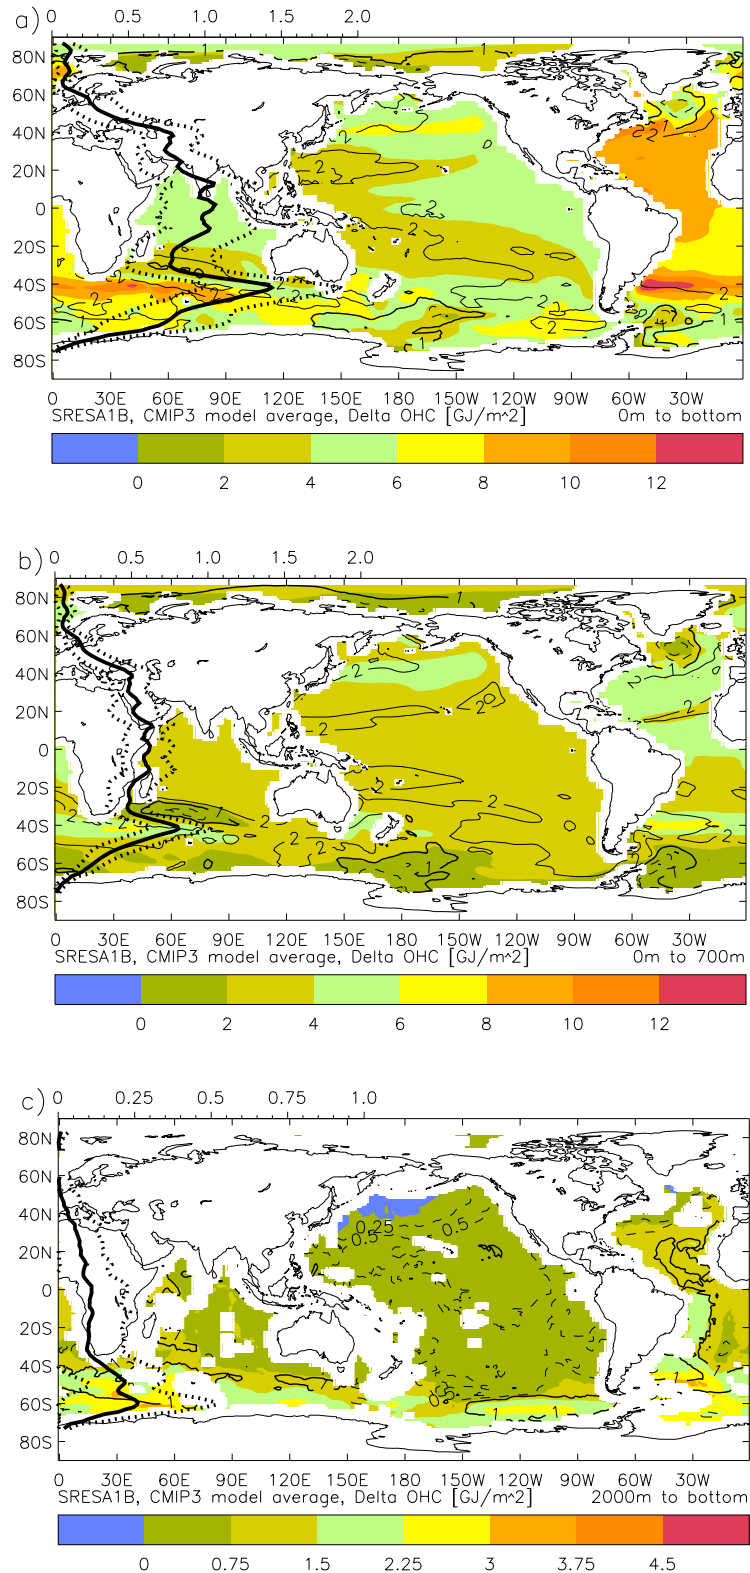 a)
0 0.5 1.0 1.5 2.0
80N
60N
40N
20N
0
20S
40S
60S
80S
0 30E 60E 90E 120E 150E 180 150W 120W 90W 60W 30W
SRESA1B, CMIP3 model average, Delta OHC [GJ/m^2] 0m to bottom
0 2 4 6 8 10 12
b)
0 0.5 1.0 1.5 2.0
80N
60N
40N
20N
0
20S
40S
60S
80S
0 30E 60E 90E 120E 150E 180 150W 120W 90W 60W 30W
SRESA1B, CMIP3 model average, Delta OHC [GJ/m^2] 0m to 700m
0 2 4 6 8 10 12
c)
0 0.25 0.5 0.75 1.0
80N
60N
40N
20N
0
20S
40S
60S
80S
0.25
0.5
0 30E 60E 90E 120E 150E 180 150W 120W 90W 60W 30W
SRESA1B, CMIP3 model average, Delta OHC [GJ/m^2] 2000m to bottom
0 0.75 1.5 2.25 3 3.75 4.5